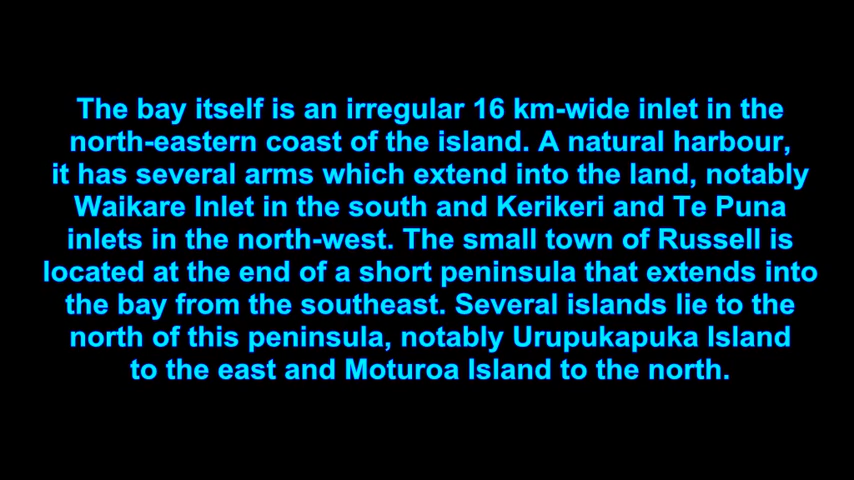 The bay itself is an irregular 16 km-wide inlet in the
north-eastern coast of the island. A natural harbour,
it has several arms which extend into the land, notably
Waikare Inlet in the south and Kerikeri and Te Puna
inlets in the north-west. The small town of Russell is
located at the end of a short peninsula that extends into
the bay from the southeast. Several islands lie to the
north of this peninsula, notably Urupukapuka Island
to the east and Moturoa Island to the north.